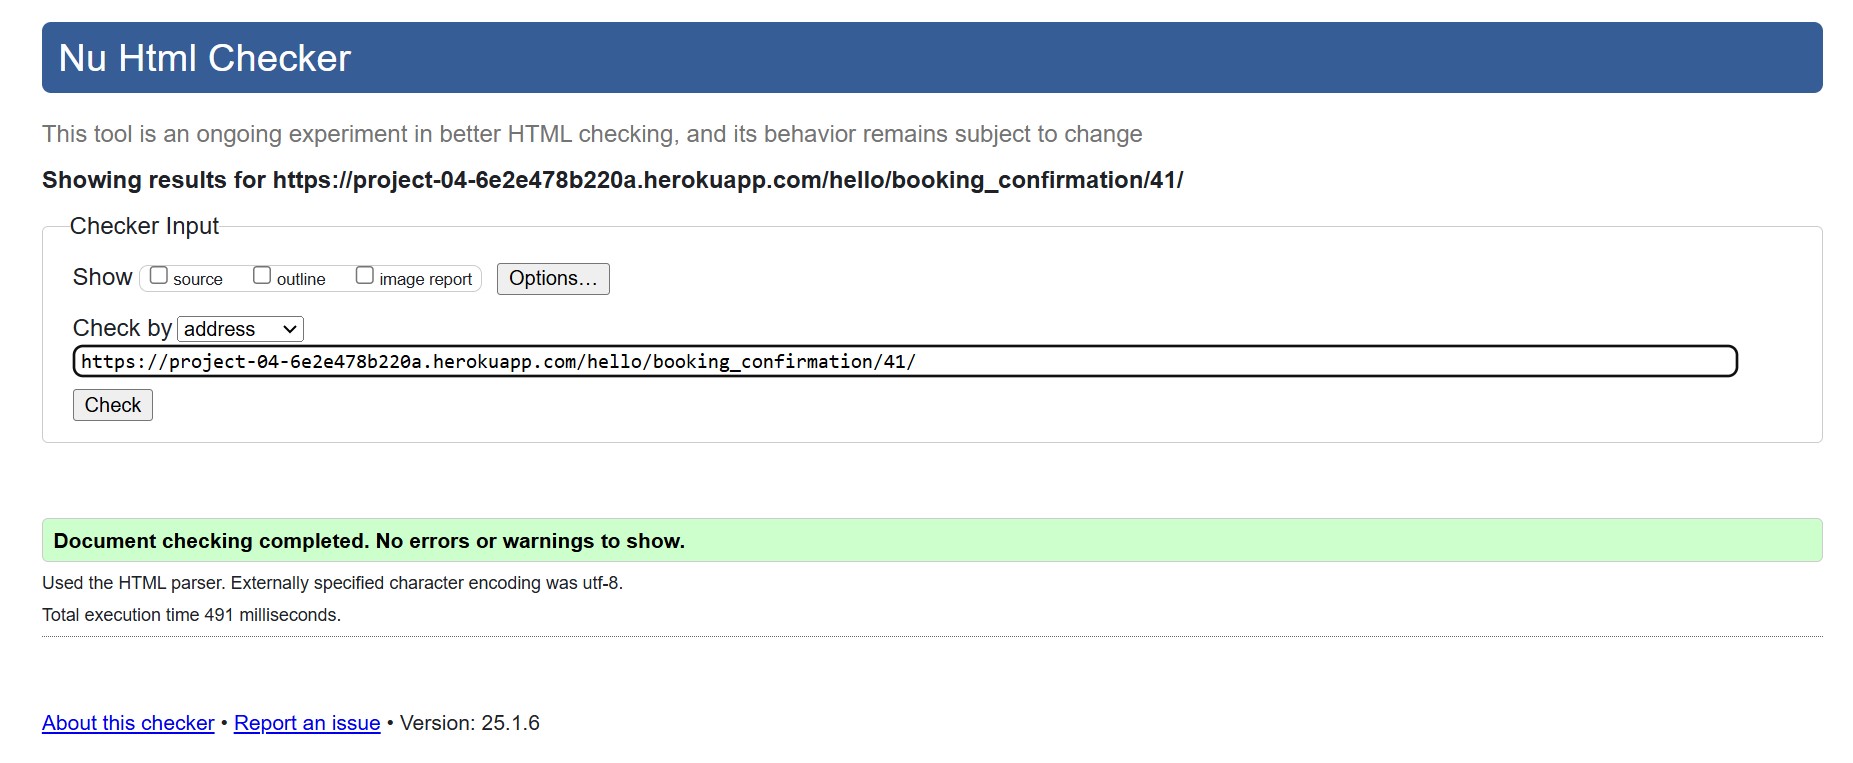 Nu Html Checker
This tool is an ongoing experiment in better HTML checking, and its behavior remains subject to change
Showing results for https://project-04-6e2e478b220a.herokuapp.com/hello/booking_confirmation/41/
Checker Input
Show source outline image report Options...
Check by address
https://project-04-6e2e478b220a.herokuapp.com/hello/booking_confirmation/41/
Check
Document checking completed. No errors or warnings to show.
Used the HTML parser. Externally specified character encoding was utf-8.
Total execution time 491 milliseconds.
About this checker • Report an issue • Version: 25.1.6